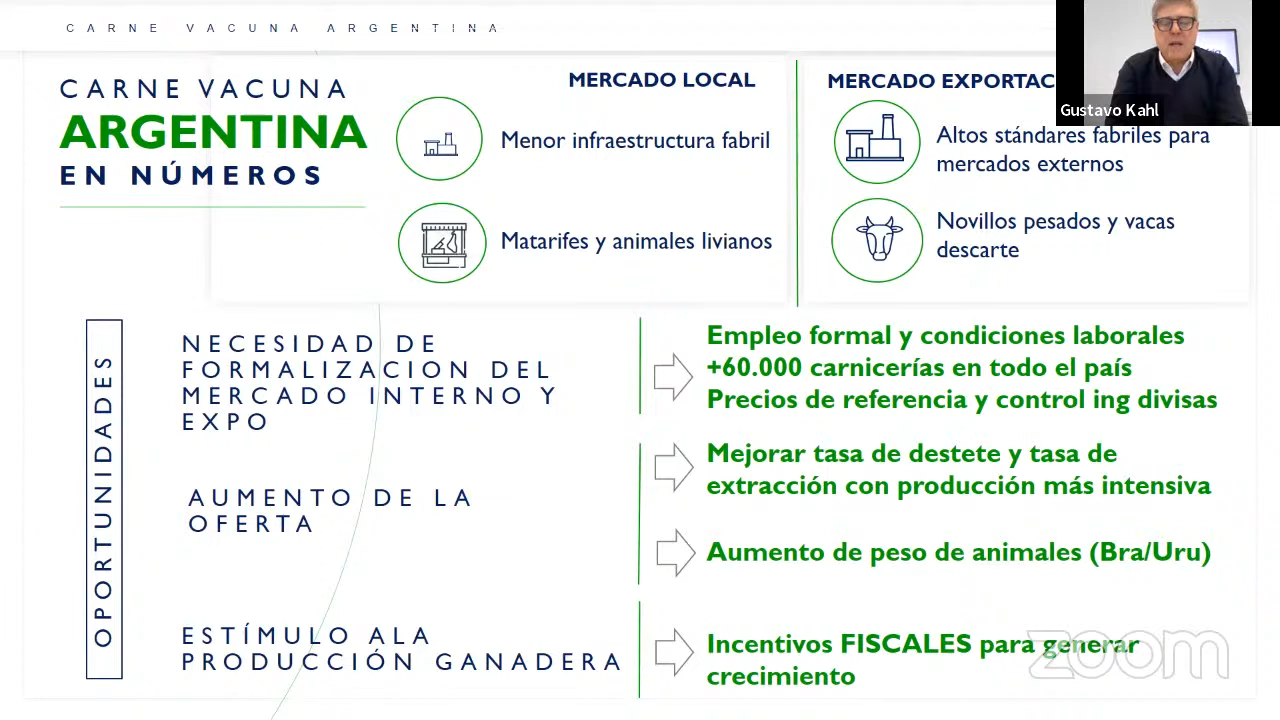 CARNE VACUNA ARGENTINA
CARNE VACUNA
ARGENTINA
EN NÚMEROS
MERCADO LOCAL
Menor infraestructura fabril
Matarifes y animales livianos
MERCADO EXPORTAC
Altos stándares fabriles para
mercados externos
Novillos pesados y vacas
descarte
Gustavo Kahl
OPORTUNIDADES
NECESIDAD DE
FORMALIZACION DEL
MERCADO INTERNO Y
EXPO
Empleo formal y condiciones laborales
+60.000 carnicerías en todo el país
Precios de referencia y control ing divisas
AUMENTO DE LA
OFERTA
Mejorar tasa de destete y tasa de
extracción con producción más intensiva
Aumento de peso de animales (Bra/Uru)
ESTÍMULO ALA
PRODUCCIÓN GANADERA
Incentivos FISCALES para generar
crecimiento
zoom